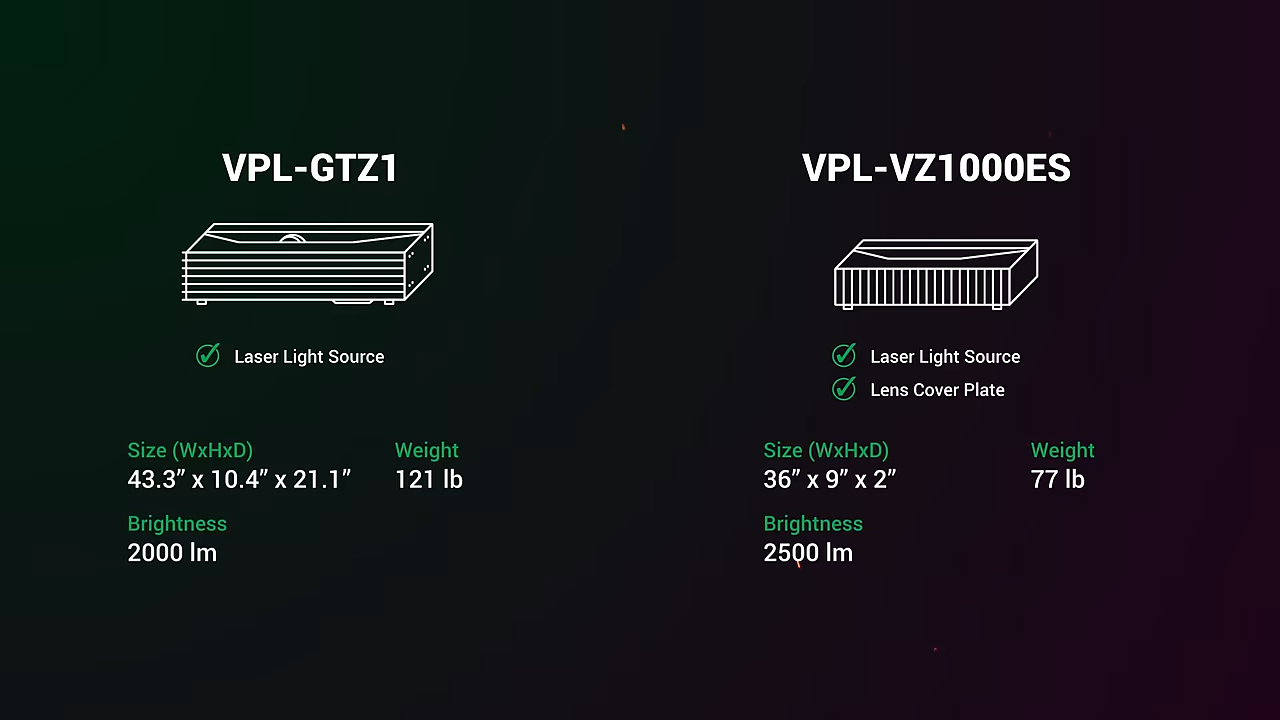 VPL-GTZ1
Laser Light Source
Size (WxHxD)
43.3” x 10.4” x 21.1”
Weight
121 lb
Brightness
2000 lm
VPL-VZ1000ES
Laser Light Source
Lens Cover Plate
Size (WxHxD)
36” x 9” x 2”
Weight
77 lb
Brightness
2500 lm